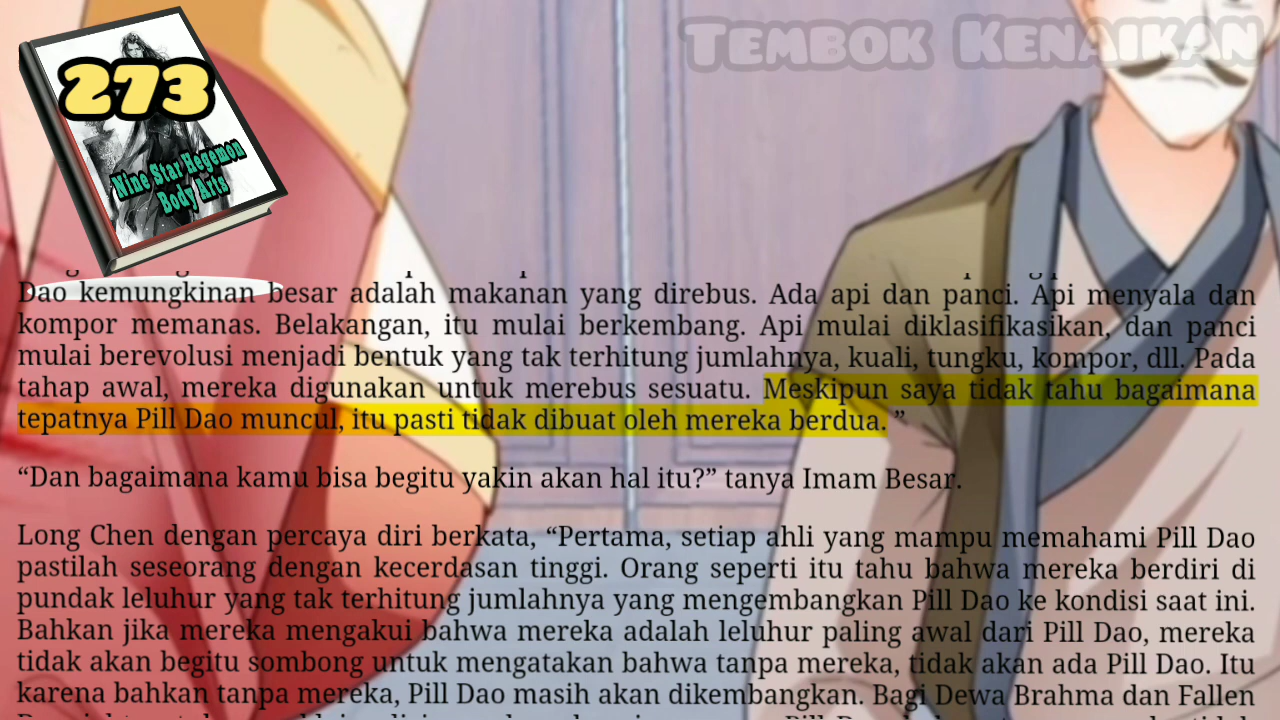 Tembok Kenaikan
273
Nine Star Hegemon
Body Arts
Dao kemungkinan besar adalah makanan yang direbus. Ada api dan panci. Api menyala dan
kompor memanas. Belakangan, itu mulai berkembang. Api mulai diklasifikasikan, dan panci
mulai berevolusi menjadi bentuk yang tak terhitung jumlahnya, kuali, tungku, kompor, dll. Pada
tahap awal, mereka digunakan untuk merebus sesuatu. Meskipun saya tidak tahu bagaimana
tepatnya Pill Dao muncul, itu pasti tidak dibuat oleh mereka berdua.”
“Dan bagaimana kamu bisa begitu yakin akan hal itu?” tanya Imam Besar.
Long Chen dengan percaya diri berkata, “Pertama, setiap ahli yang mampu memahami Pill Dao
pastilah seseorang dengan kecerdasan tinggi. Orang seperti itu tahu bahwa mereka berdiri di
pundak leluhur yang tak terhitung jumlahnya yang mengembangkan Pill Dao ke kondisi saat ini.
Bahkan jika mereka mengakui bahwa mereka adalah leluhur paling awal dari Pill Dao, mereka
tidak akan begitu sombong untuk mengatakan bahwa tanpa mereka, tidak akan ada Pill Dao. Itu
karena bahkan tanpa mereka, Pill Dao masih akan dikembangkan. Bagi Dewa Brahma dan Fallen